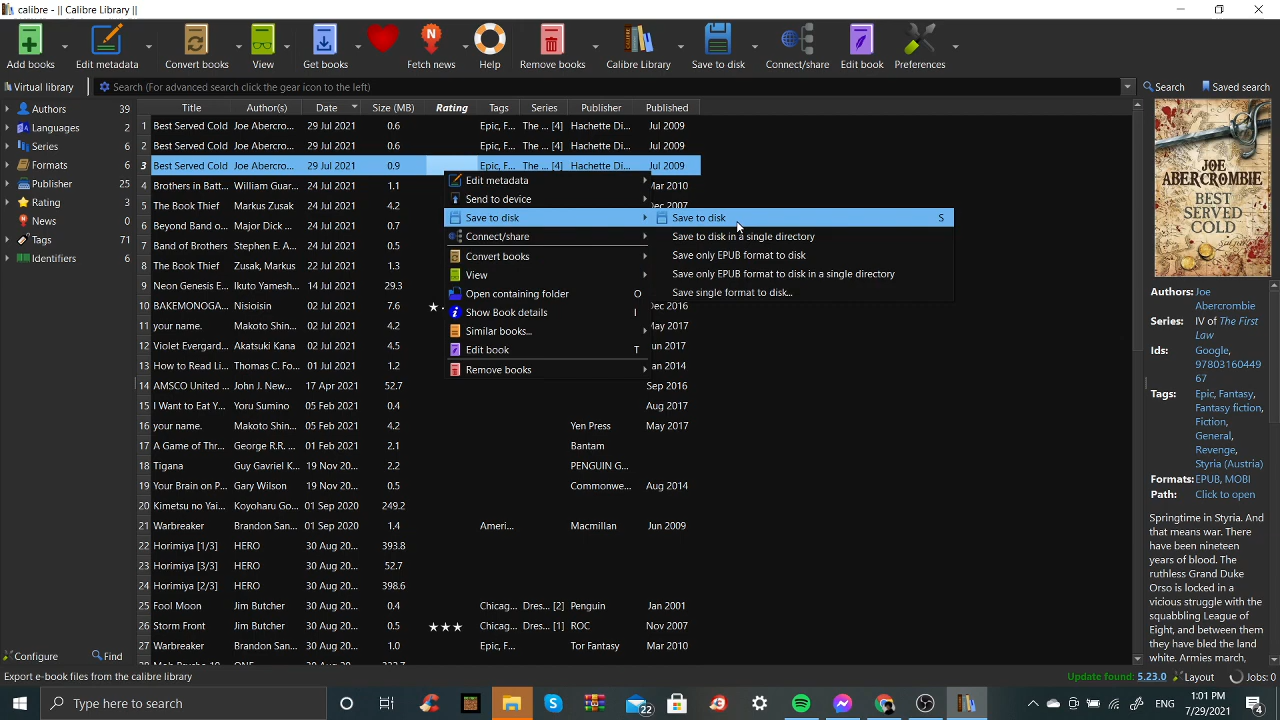 calibre - || Calibre Library ||
Add books Edit metadata Convert books View Get books Fetch news Help Remove books Calibre Library Save to disk Connect/share Edit book Preferences
Virtual library Search (For advanced search click the gear icon to the left) Search Saved search
Authors 39
Languages 2
Series 6
Formats 6
Publisher 25
Rating 3
News 0
Tags 71
Identifiers 6
Title Author(s) Date Size (MB) Rating Tags Series Publisher Published
1 Best Served Cold Joe Abercro... 29 Jul 2021 0.6 Epic, F... The ... [4] Hachette Di... Jul 2009
2 Best Served Cold Joe Abercro... 29 Jul 2021 0.6 Epic, F... The ... [4] Hachette Di... Jul 2009
3 Best Served Cold Joe Abercro... 29 Jul 2021 0.9 Epic, F... The ... [4] Hachette Di... Jul 2009
4 Brothers in Batt... William Guar... 24 Jul 2021 1.1 Mar 2010
5 The Book Thief Markus Zusak 24 Jul 2021 4.2 Mar 2016
6 Beyond Band o... Major Dick ... 24 Jul 2021 0.7
7 Band of Brothers Stephen E. A... 24 Jul 2021 3.5
8 The Book Thief Zusak, Mark... 24 Jul 2021 1.3
9 Neon Genesis E... Intracult... 14 Jul 2021 29.3
10 BAKEMONOGA... Nisioisin 02 Jul 2021 7.6 Dec 2016
11 your name. Makoto Shin... 01 Jul 2021 4.2 May 2017
12 Violet Evergard... Akatsuki Kana 01 Jul 2021 4.5 Jun 2017
13 How to Read Li... Thomas C. Fo... 01 Jul 2021 1.2 Jan 2014
14 AMSCO United ... John J. New... 17 Apr 2021 52.7 Sep 2016
15 I Want to Eat Y... Yoru Sumino 05 Feb 2021 0.4 Aug 2017
16 your name. Makoto Shin... 05 Feb 2021 4.2 Yen Press May 2017
17 A Game of Thr... George R.R. ... 01 Feb 2021 2.1 Bantam
18 Tigana Guy Gavriel K... 19 Nov 20... 2.2 PENGUIN G...
19 Your Brain on P... Gary Wilson 19 Nov 20... 0.5 Commonwe... Aug 2014
20 Kimetsu no Yai... Koyoharu Go... 01 Sep 2020 249.2
21 Warbreaker Brandon San... 01 Sep 2020 1.4 Ameri... Macmillan Jun 2009
22 Horimiya [1/3] HERO 30 Aug 20... 393.8
23 Horimiya [3/3] HERO 30 Aug 20... 52.7
24 Horimiya [2/3] HERO 30 Aug 20... 398.6
25 Fool Moon Jim Butcher 30 Aug 20... 0.4 Chicag... Dres... [2] Penguin Jan 2001
26 Storm Front Jim Butcher 30 Aug 20... 0.6 ★★★ Chicag... Dres... [1] ROC Nov 2007
27 Warbreaker Brandon San... 30 Aug 20... 1.0 Epic, F... Tor Fantasy Mar 2010
Edit metadata
Send to device
Save to disk
Connect/share
Convert books
View
Open containing folder O
Show Book details I
Similar books...
Edit book T
Remove books
Save to disk S
Save to disk in a single directory
Save only EPUB format to disk
Save only EPUB format to disk in a single directory
Save single format to disk...
JOE
ABERCROMBIE
BEST
SERVED
COLD
Authors: Joe
Abercrombie
Series: IV of The First
Law
Ids: Google,
97803160449
67
Tags: Epic, Fantasy,
Fantasy fiction,
Fiction,
General,
Revenge,
Styria (Austria)
Formats: EPUB, MOBI
Path: Click to open
Springtime in Styria. And
that means war. There
have been nineteen
years of blood. The
ruthless Grand Duke
Orso is locked in a
vicious struggle with the
squabbling League of
Eight, and between them
they have bled the land
white. Armies march,
Configure Find
Export e-book files from the calibre library Update found: 5.23.0 Layout Jobs: 0
Type here to search 22 ENG 1:01 PM
7/29/2021 4